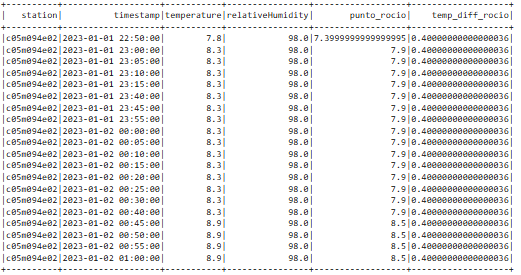 +----------+-------------------+-----------+----------------+------------------+-------------------+
|   station|          timestamp|temperature|relativeHumidity|       punto_rocio|    temp_diff_rocio|
+----------+-------------------+-----------+----------------+------------------+-------------------+
|c05m094e02|2023-01-01 22:50:00|        7.8|            98.0|7.3999999999999995|0.40000000000000036|
|c05m094e02|2023-01-01 23:00:00|        8.3|            98.0|               7.9|0.40000000000000036|
|c05m094e02|2023-01-01 23:05:00|        8.3|            98.0|               7.9|0.40000000000000036|
|c05m094e02|2023-01-01 23:10:00|        8.3|            98.0|               7.9|0.40000000000000036|
|c05m094e02|2023-01-01 23:15:00|        8.3|            98.0|               7.9|0.40000000000000036|
|c05m094e02|2023-01-01 23:40:00|        8.3|            98.0|               7.9|0.40000000000000036|
|c05m094e02|2023-01-01 23:45:00|        8.3|            98.0|               7.9|0.40000000000000036|
|c05m094e02|2023-01-01 23:55:00|        8.3|            98.0|               7.9|0.40000000000000036|
|c05m094e02|2023-01-02 00:00:00|        8.3|            98.0|               7.9|0.40000000000000036|
|c05m094e02|2023-01-02 00:05:00|        8.3|            98.0|               7.9|0.40000000000000036|
|c05m094e02|2023-01-02 00:10:00|        8.3|            98.0|               7.9|0.40000000000000036|
|c05m094e02|2023-01-02 00:15:00|        8.3|            98.0|               7.9|0.40000000000000036|
|c05m094e02|2023-01-02 00:20:00|        8.3|            98.0|               7.9|0.40000000000000036|
|c05m094e02|2023-01-02 00:25:00|        8.3|            98.0|               7.9|0.40000000000000036|
|c05m094e02|2023-01-02 00:30:00|        8.3|            98.0|               7.9|0.40000000000000036|
|c05m094e02|2023-01-02 00:40:00|        8.3|            98.0|               7.9|0.40000000000000036|
|c05m094e02|2023-01-02 00:45:00|        8.9|            98.0|               8.5|0.40000000000000036|
|c05m094e02|2023-01-02 00:50:00|        8.9|            98.0|               8.5|0.40000000000000036|
|c05m094e02|2023-01-02 00:55:00|        8.9|            98.0|               8.5|0.40000000000000036|
|c05m094e02|2023-01-02 01:00:00|        8.9|            98.0|               8.5|0.40000000000000036|
+----------+-------------------+-----------+----------------+------------------+-------------------+